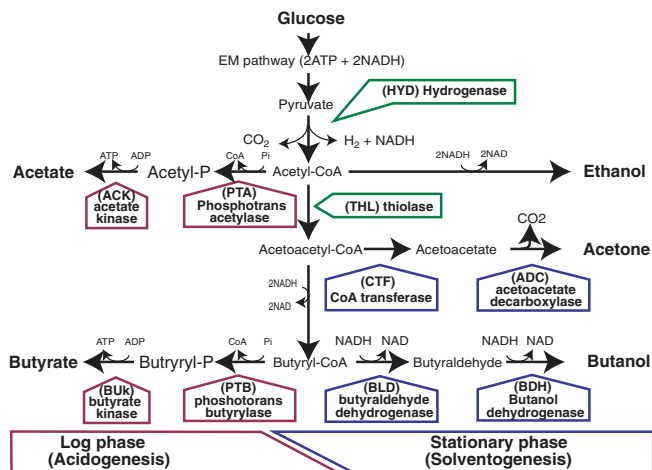 Glucose
EM pathway (2ATP + 2NADH)
Pyruvate
(HYD) Hydrogenase
CO2
H2 + NADH
Acetate
ATP
ADP
Acetyl-P
CoA
Pi
Acetyl-CoA
2NADH
2NAD
Ethanol
(ACK)
acetate
kinase
(PTA)
Phosphotrans
acetylase
(THL) thiolase
CO2
Acetoacetyl-CoA
Acetoacetate
Acetone
(CTF)
CoA transferase
(ADC)
acetoacetate
decarboxylase
2NADH
2NAD
Butyrate
ATP
ADP
Butryryl-P
CoA
Pi
Butyryl-CoA
NADH
NAD
Butyraldehyde
NADH
NAD
Butanol
(BUk)
butyrate
kinase
(PTB)
phoshotorans
butyrylase
(BLD)
butyraldehyde
dehydrogenase
(BDH)
Butanol
dehydrogenase
Log phase
(Acidogenesis)
Stationary phase
(Solventogenesis)